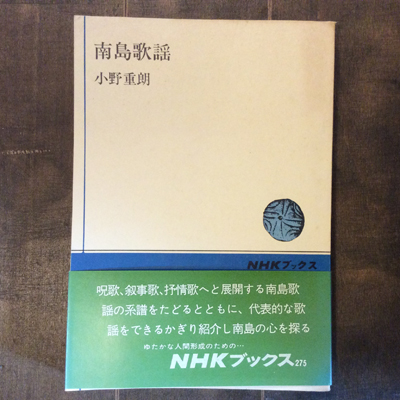 南島歌謡
小野重朗
NHKブックス
呪歌、叙事歌、抒情歌へと展開する南島歌
謡の系譜をたどるとともに、代表的な歌
謡をできるかぎり紹介し南島の心を探る
ゆたかな人間形成のための…
NHKブックス275